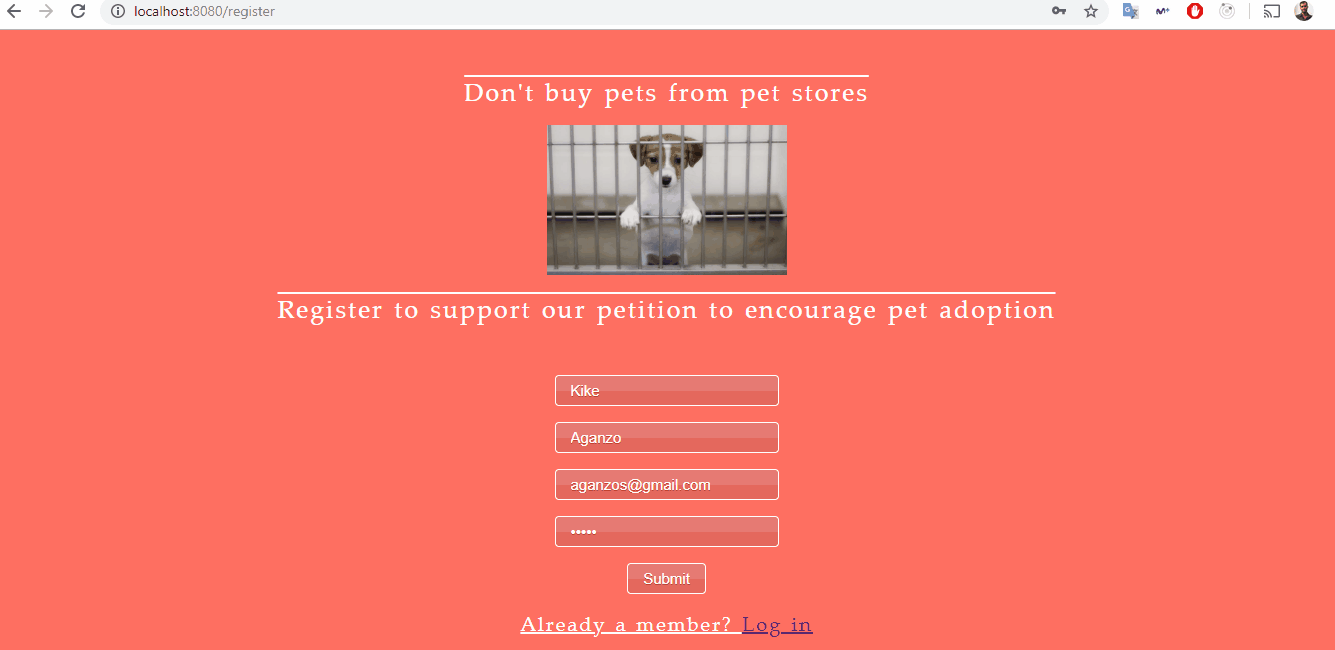 localhost:8080/register
Don't buy pets from pet stores
Register to support our petition to encourage pet adoption
Kike
Aganzo
aganzos@gmail.com
•••••
Submit
Already a member? Log in